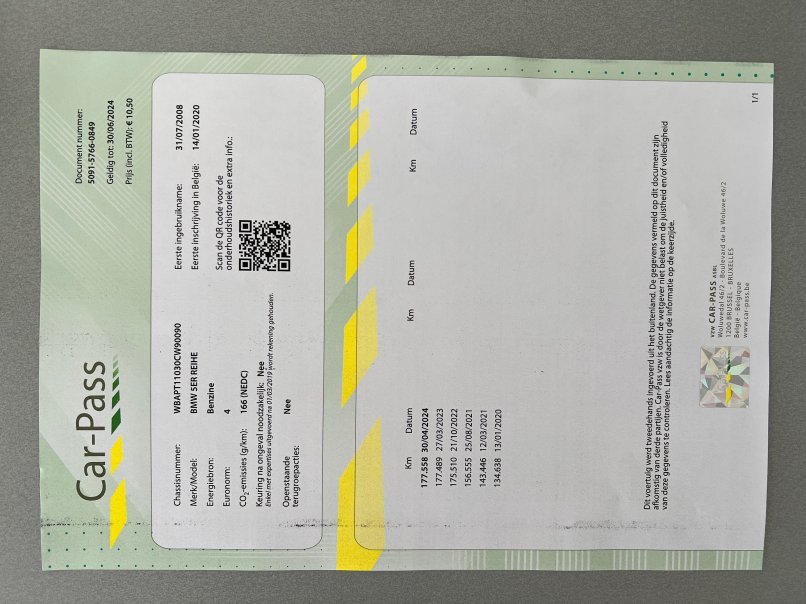 Car-Pass
Document nummer:
5091-5766-0849
Geldig tot: 30/06/2024
Prijs (incl. BTW): € 10,50
Chassisnummer: WBAPT11030CW90090
Merk/Model: BMW 5ER REIHE
Energiebron: Benzine
Euronorm: 4
CO2-emissies (g/km): 166 (NEDC)
Keuring na ongeval noodzakelijk: Nee
Enkel met expertises uitgevoerd na 01/03/2019 wordt rekening gehouden.
Openstaande Nee
terugroepacties:
Eerste ingebruikname: 31/07/2008
Eerste inschrijving in België: 14/01/2020
Scan de QR code voor de
onderhoudshistoriek en extra info.:
Km Datum Km Datum Km Datum
177.558 30/04/2024
177.489 27/03/2023
175.510 21/10/2022
156.555 25/08/2021
143.446 12/03/2021
134.638 13/01/2020
Dit voertuig werd tweedehands ingevoerd uit het buitenland. De gegevens vermeld op dit document zijn
afkomstig van derde partijen. Car-Pass vzw is door de wetgever niet belast om de juistheid en/of volledigheid
van deze gegevens te controleren. Lees aandachtig de informatie op de keerzijde.
vzw CAR-PASS ASBL
Woluwedal 46/2 - Boulevard de la Woluwe 46/2
1200 BRUSSEL - BRUXELLES
België - Belgique
www.car-pass.be
1/1